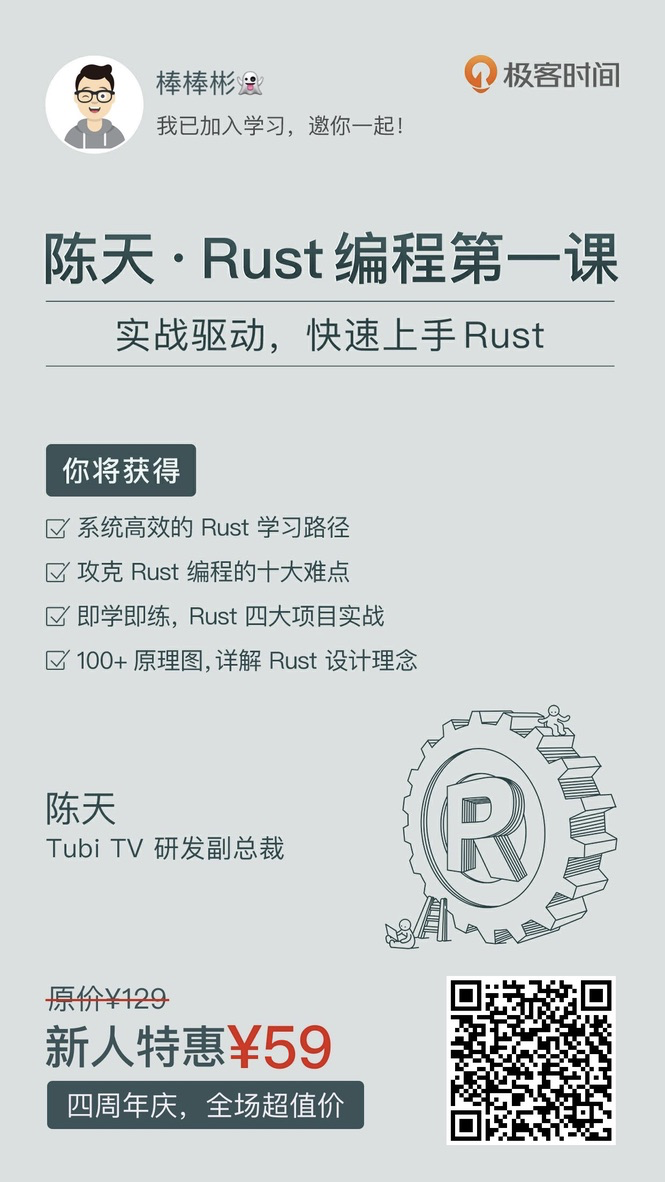 棒棒彬👻
极客时间
我已加入学习，邀你一起！
陈天·Rust 编程第一课
实战驱动，快速上手Rust
你将获得
系统高效的 Rust 学习路径
攻克 Rust 编程的十大难点
即学即练，Rust 四大项目实战
100+ 原理图，详解 Rust 设计理念
R
陈天
Tubi TV 研发副总裁
原价¥129
新人特惠¥59
四周年庆，全场超值价